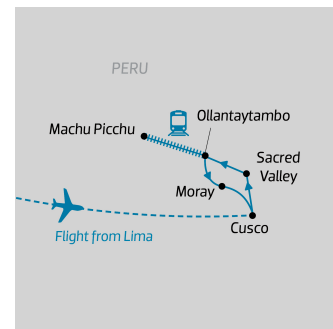 PERU
Ollantaytambo
Machu Picchu
Sacred
Valley
Moray
Cusco
Flight from Lima